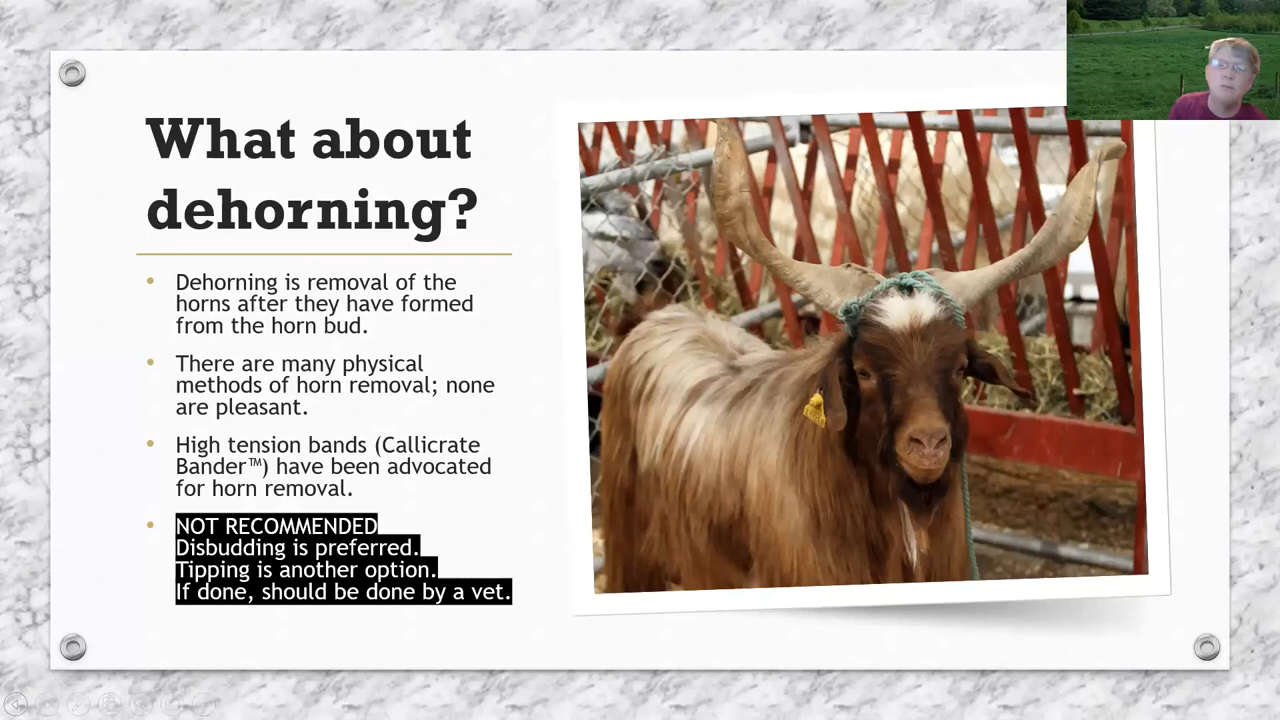 What about
dehorning?
• Dehorning is removal of the
horns after they have formed
from the horn bud.
• There are many physical
methods of horn removal; none
are pleasant.
• High tension bands (Callicrate
Bander™) have been advocated
for horn removal.
• NOT RECOMMENDED
Disbudding is preferred.
Tipping is another option.
If done, should be done by a vet.